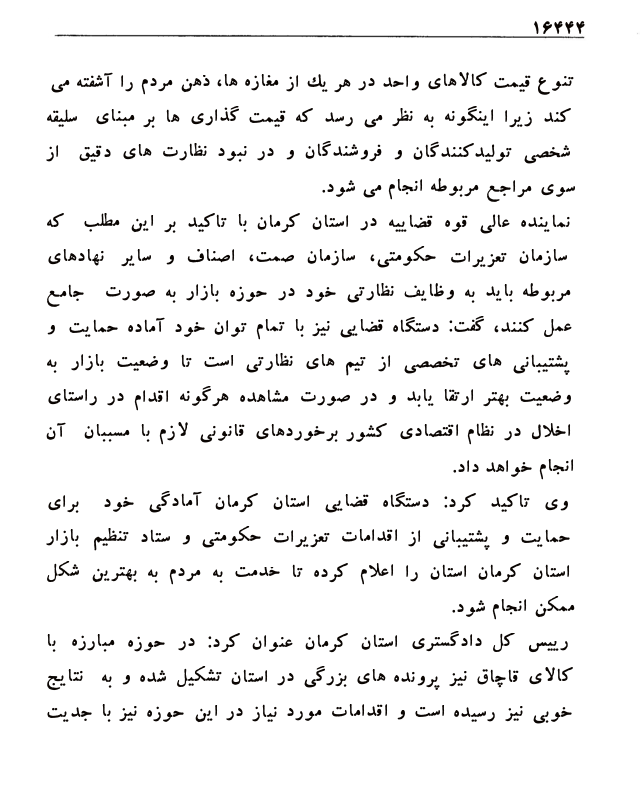 ۱۶۴۴۴
تنوع قیمت کالاهای واحد در هر یك از مغازه ها، ذهن مردم را آشفته می
کند زیرا اینگونه به نظر می رسد که قیمت گذاری ها بر مبنای سلیقه
شخصی تولیدکنندگان و فروشندگان و در نبود نظارت های دقیق از
سوی مراجع مربوطه انجام می شود.
نماینده عالی قوه قضاییه در استان کرمان با تاکید بر این مطلب که
سازمان تعزیرات حکومتی، سازمان صمت، اصناف و سایر نهادهای
مربوطه باید به وظایف نظارتی خود در حوزه بازار به صورت جامع
عمل کنند، گفت: دستگاه قضایی نیز با تمام توان خود آماده حمایت و
پشتیبانی های تخصصی از تیم های نظارتی است تا وضعیت بازار به
وضعیت بهتر ارتقا یابد و در صورت مشاهده هرگونه اقدام در راستای
اخلال در نظام اقتصادی کشور برخوردهای قانونی لازم با مسببان آن
انجام خواهد داد.
وی تاکید کرد: دستگاه قضایی استان کرمان آمادگی خود برای
حمایت و پشتیبانی از اقدامات تعزیرات حکومتی و ستاد تنظیم بازار
استان کرمان استان را اعلام کرده تا خدمت به مردم به بهترین شکل
ممکن انجام شود.
رییس کل دادگستری استان کرمان عنوان کرد: در حوزه مبارزه با
کالای قاچاق نیز پرونده های بزرگی در استان تشکیل شده و به نتایج
خوبی نیز رسیده است و اقدامات مورد نیاز در این حوزه نیز با جدیت